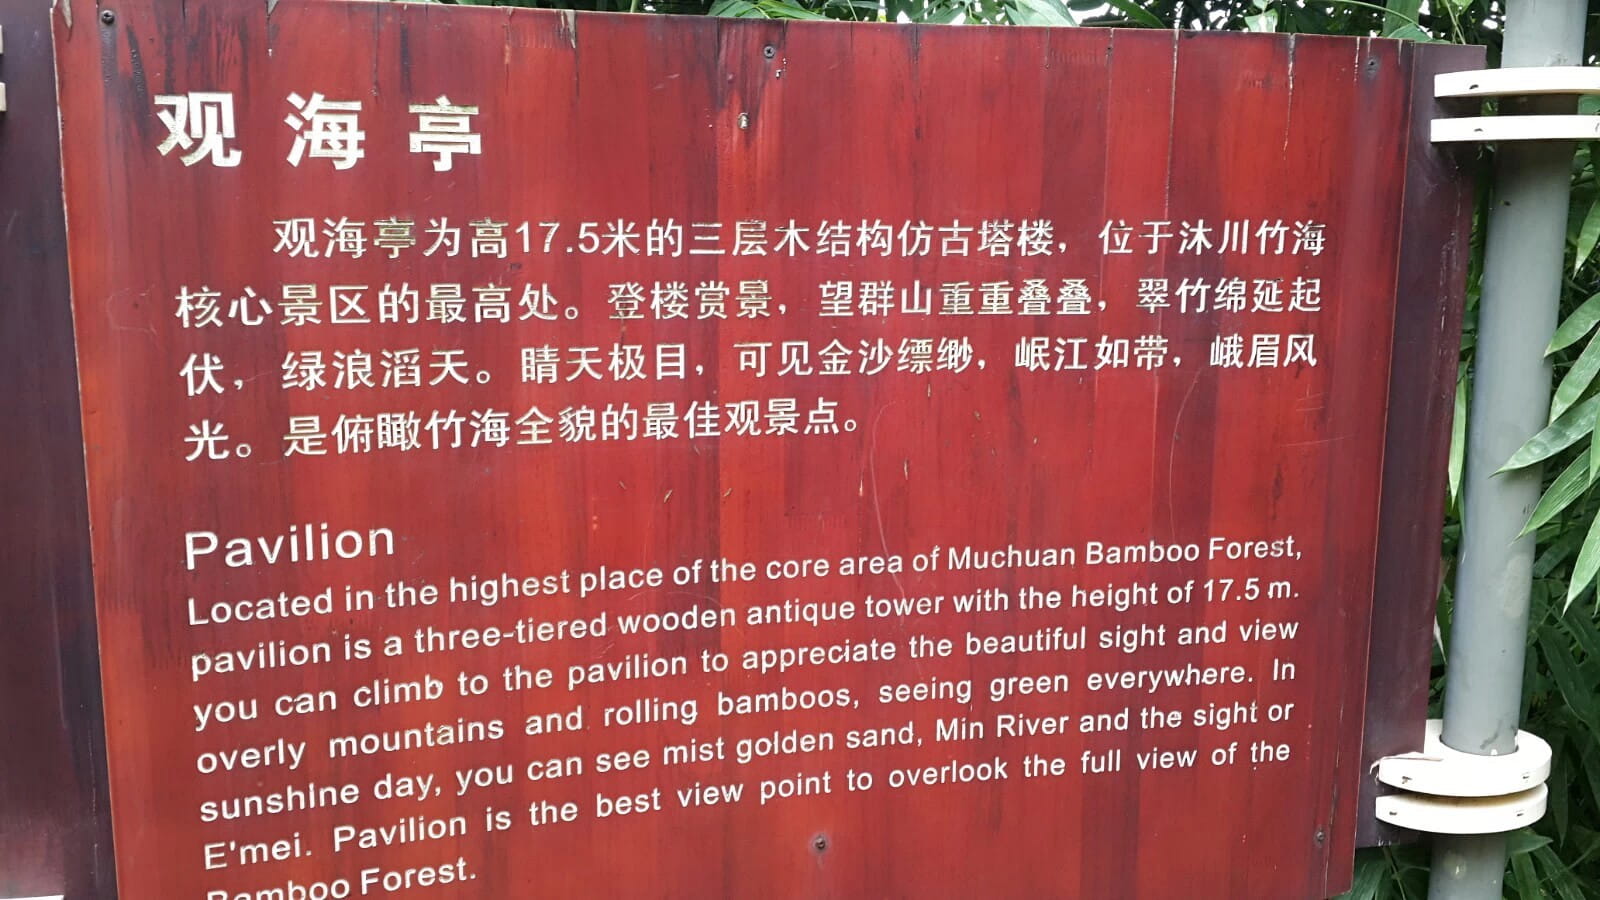 观海亭
观海亭为高17.5米的三层木结构仿古塔楼，位于沐川竹海
核心景区的最高处。登楼赏景，望群山重重叠叠，翠竹绵延起
伏，绿浪滔天。睛天极目，可见金沙缥缈，岷江如带，峨眉风
光。是俯瞰竹海全貌的最佳观景点。
Pavilion
Located in the highest place of the core area of Muchuan Bamboo Forest,
pavilion is a three-tiered wooden antique tower with the height of 17.5 m.
you can climb to the pavilion to appreciate the beautiful sight and view
overly mountains and rolling bamboos, seeing green everywhere. In
sunshine day, you can see mist golden sand, Min River and the sight or
E'mei. Pavilion is the best view point to overlook the full view of the
Bamboo Forest.